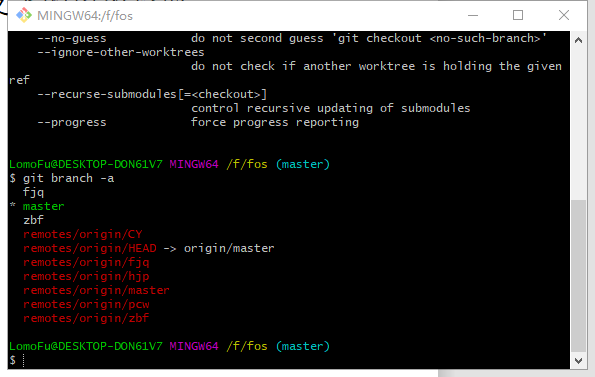 MINGW64:/f/fos
--no-guess do not second guess 'git checkout <no-such-branch>'
--ignore-other-worktrees
do not check if another worktree is holding the given
ref
--recurse-submodules[=<checkout>]
control recursive updating of submodules
--progress force progress reporting
LomoFu@DESKTOP-DON61V7 MINGW64 /f/fos (master)
$ git branch -a
fjq
* master
zbf
remotes/origin/CY
remotes/origin/HEAD -> origin/master
remotes/origin/fjq
remotes/origin/hjp
remotes/origin/master
remotes/origin/pcw
remotes/origin/zbf
LomoFu@DESKTOP-DON61V7 MINGW64 /f/fos (master)
$